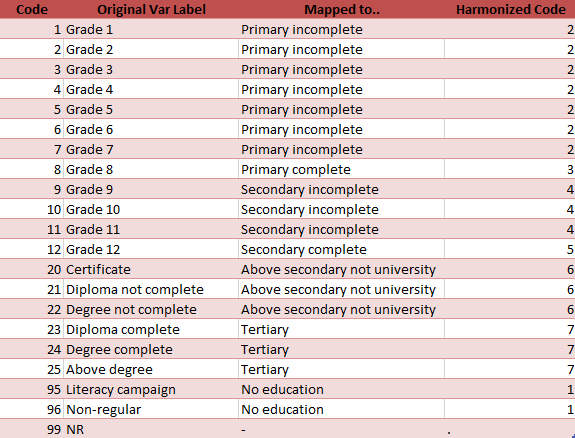 Code Original Var Label Mapped to.. Harmonized Code
1 Grade 1 Primary incomplete 2
2 Grade 2 Primary incomplete 2
3 Grade 3 Primary incomplete 2
4 Grade 4 Primary incomplete 2
5 Grade 5 Primary incomplete 2
6 Grade 6 Primary incomplete 2
7 Grade 7 Primary incomplete 2
8 Grade 8 Primary complete 3
9 Grade 9 Secondary incomplete 4
10 Grade 10 Secondary incomplete 4
11 Grade 11 Secondary incomplete 4
12 Grade 12 Secondary complete 5
20 Certificate Above secondary not university 6
21 Diploma not complete Above secondary not university 6
22 Degree not complete Above secondary not university 6
23 Diploma complete Tertiary 7
24 Degree complete Tertiary 7
25 Above degree Tertiary 7
95 Literacy campaign No education 1
96 Non-regular No education 1
99 NR - .